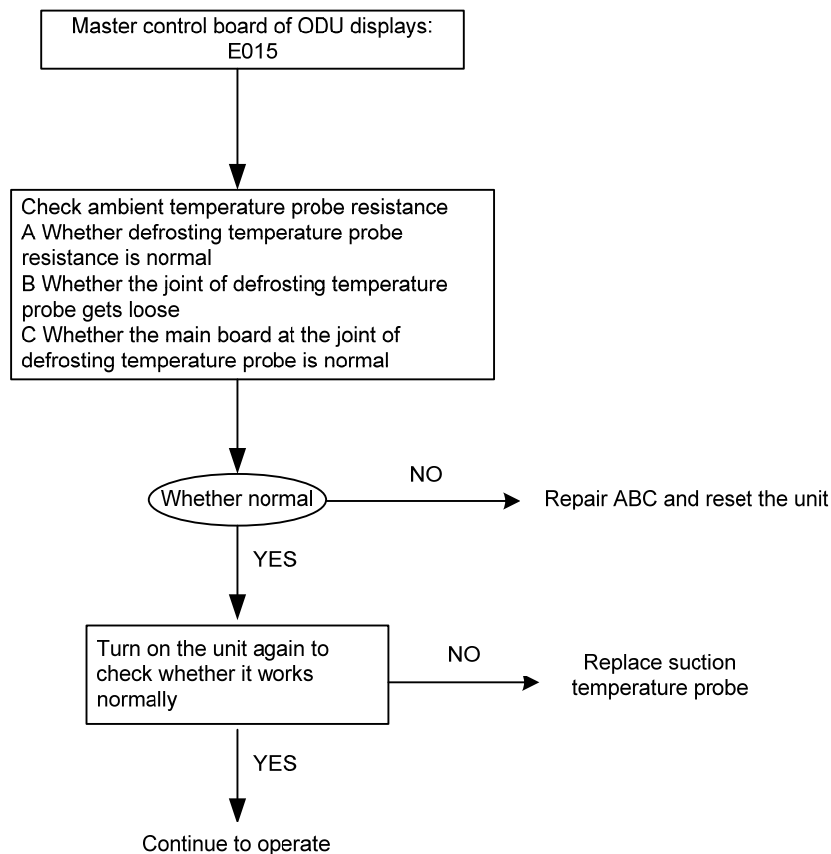 Master control board of ODU displays:
E015
Check ambient temperature probe resistance
A Whether defrosting temperature probe
resistance is normal
B Whether the joint of defrosting temperature
probe gets loose
C Whether the main board at the joint of
defrosting temperature probe is normal
Whether normal
NO
Repair ABC and reset the unit
YES
Turn on the unit again to
check whether it works
normally
NO
Replace suction
temperature probe
YES
Continue to operate